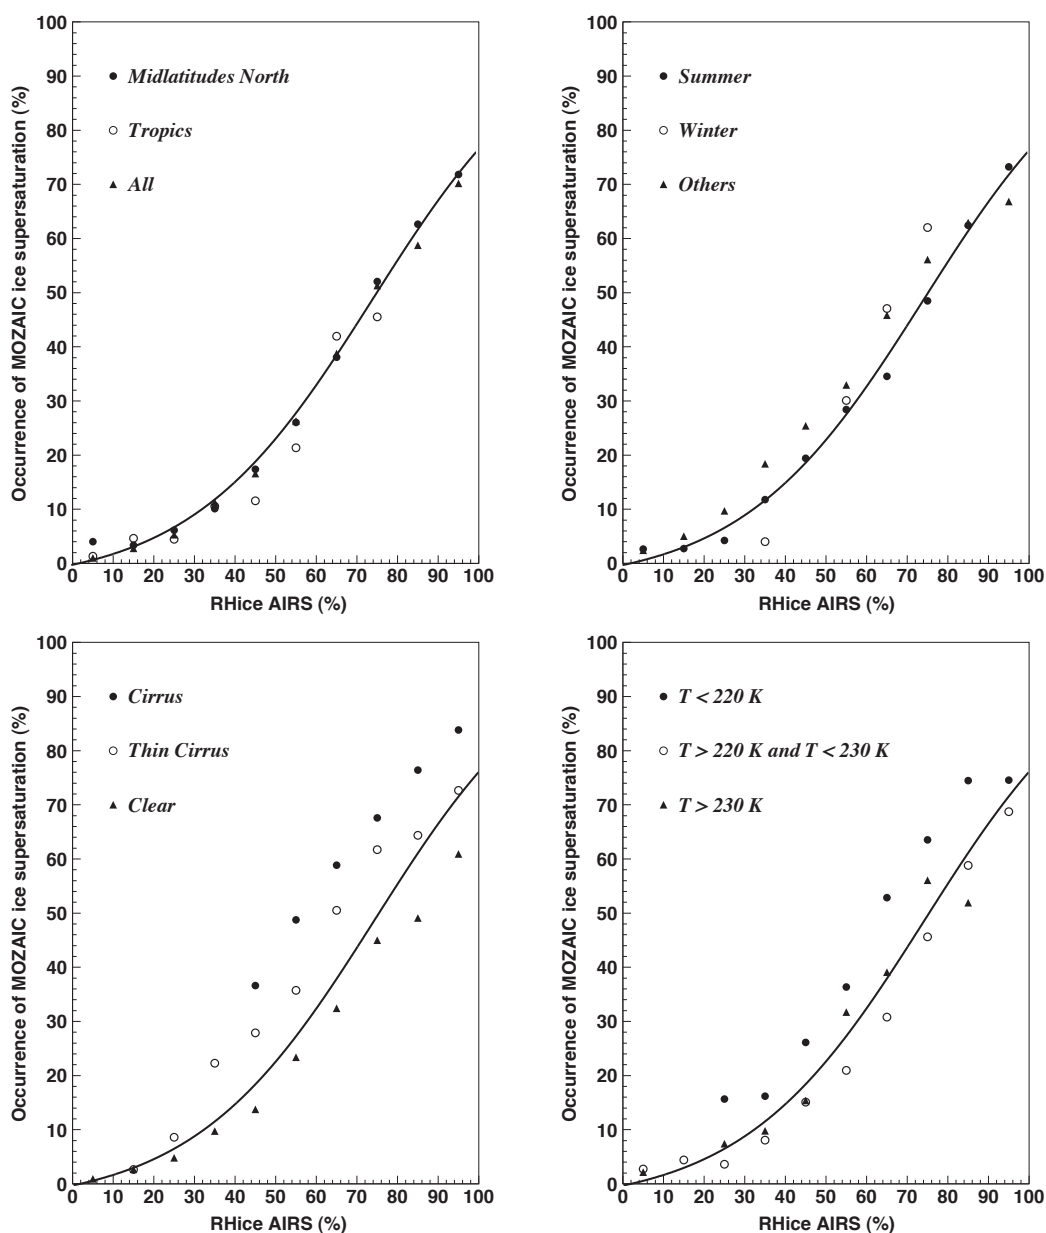 Occurrence of MOZAIC ice supersaturation (%)
100
90
80
70
60
50
40
30
20
10
0
Midlatitudes North
Tropics
All
0 10 20 30 40 50 60 70 80 90 100
RHice AIRS (%)
Occurrence of MOZAIC ice supersaturation (%)
100
90
80
70
60
50
40
30
20
10
0
Summer
Winter
Others
0 10 20 30 40 50 60 70 80 90 100
RHice AIRS (%)
Occurrence of MOZAIC ice supersaturation (%)
100
90
80
70
60
50
40
30
20
10
0
Cirrus
Thin Cirrus
Clear
0 10 20 30 40 50 60 70 80 90 100
RHice AIRS (%)
Occurrence of MOZAIC ice supersaturation (%)
100
90
80
70
60
50
40
30
20
10
0
T < 220 K
T > 220 K and T < 230 K
T > 230 K
0 10 20 30 40 50 60 70 80 90 100
RHice AIRS (%)